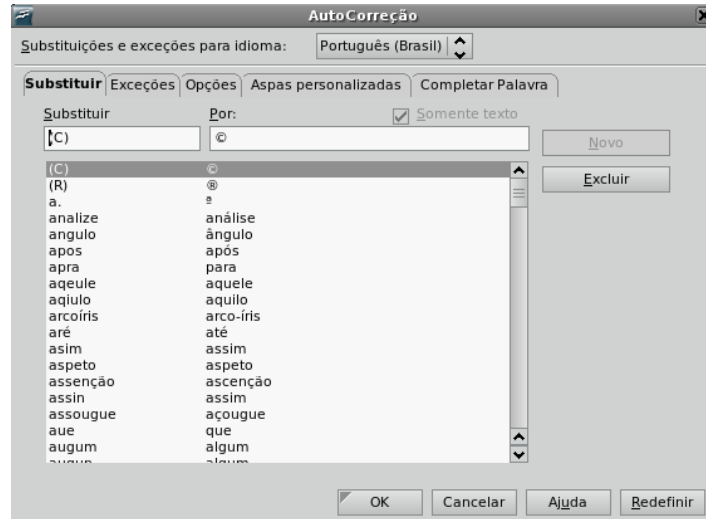 AutoCorreção
Substituições e exceções para idioma: Português (Brasil)
Substituir Exceções Opções Aspas personalizadas Completar Palavra
Substituir Por: Somente texto
(C) © Novo
(C) © Excluir
(R) ®
a. ª
analize análise
angulo ângulo
apos após
apra para
aqeule aquele
aqiulo aquilo
arcoíris arco-íris
aré até
asim assim
aspeto aspeto
assenção ascenção
assin assim
assougue açougue
aue que
augum algum
augun algum
OK Cancelar Ajuda Redefinir